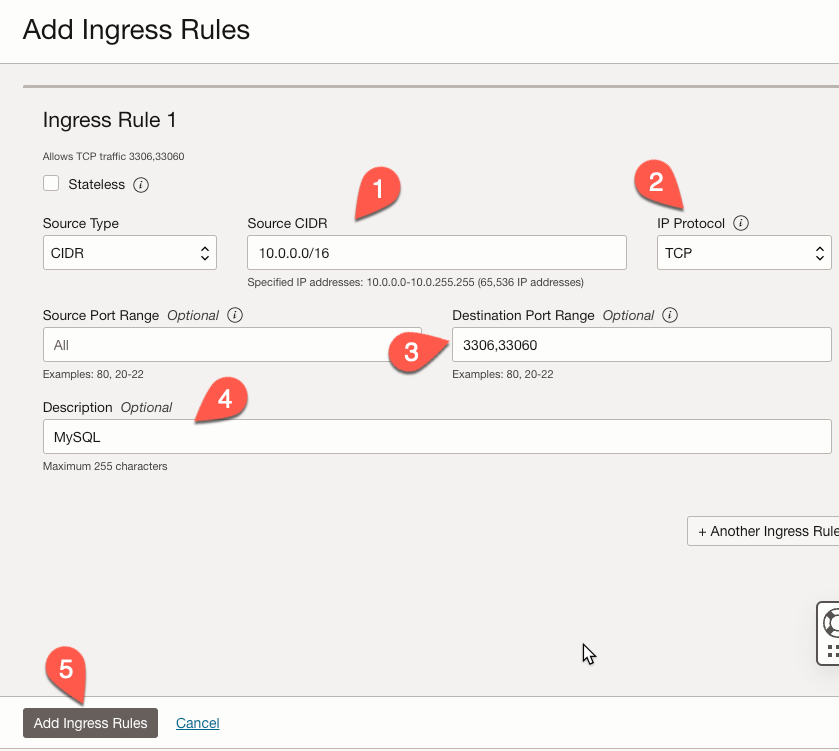 Add Ingress Rules
Ingress Rule 1
Allows TCP traffic 3306,33060
Stateless i
1
2
Source Type
Source CIDR
IP Protocol i
CIDR
10.0.0.0/16
TCP
Specified IP addresses: 10.0.0.0-10.0.255.255 (65,536 IP addresses)
Source Port Range Optional i
Destination Port Range Optional i
All
3
3306,33060
Examples: 80, 20-22
Examples: 80, 20-22
4
Description Optional
MySQL
Maximum 255 characters
+ Another Ingress Rule
5
Add Ingress Rules
Cancel